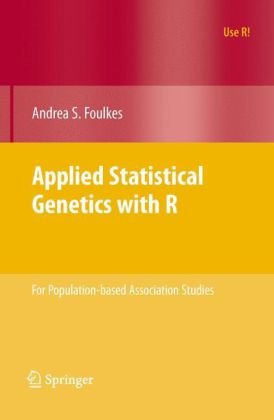 Use R!
Andrea S. Foulkes
Applied Statistical
Genetics with R
For Population-based Association Studies
Springer